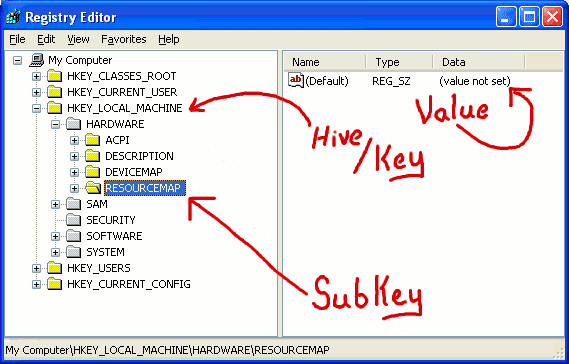 Registry Editor
File Edit View Favorites Help
My Computer
HKEY_CLASSES_ROOT
HKEY_CURRENT_USER
HKEY_LOCAL_MACHINE
HARDWARE
ACPI
DESCRIPTION
DEVICEMAP
RESOURCEMAP
SAM
SECURITY
SOFTWARE
SYSTEM
HKEY_USERS
HKEY_CURRENT_CONFIG
Name Type Data
ab (Default) REG_SZ (value not set)
Value
Hive/Key
SubKey
My Computer\HKEY_LOCAL_MACHINE\HARDWARE\RESOURCEMAP